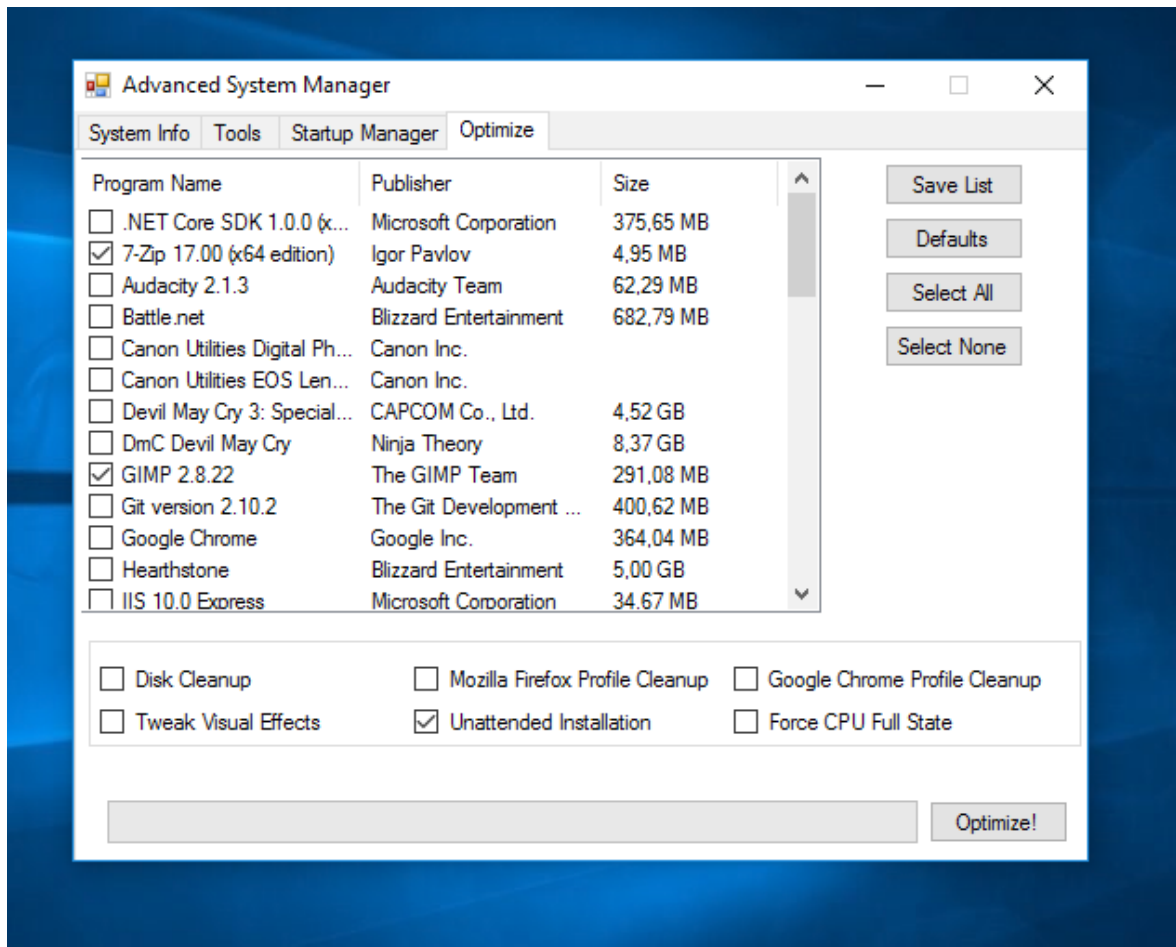 Advanced System Manager
System Info Tools Startup Manager Optimize
Program Name Publisher Size
.NET Core SDK 1.0.0 (x... Microsoft Corporation 375,65 MB
7-Zip 17.00 (x64 edition) Igor Pavlov 4,95 MB
Audacity 2.1.3 Audacity Team 62,29 MB
Battle.net Blizzard Entertainment 682,79 MB
Canon Utilities Digital Ph... Canon Inc.
Canon Utilities EOS Len... Canon Inc.
Devil May Cry 3: Special... CAPCOM Co., Ltd. 4,52 GB
DmC Devil May Cry Ninja Theory 8,37 GB
GIMP 2.8.22 The GIMP Team 291,08 MB
Git version 2.10.2 The Git Development ... 400,62 MB
Google Chrome Google Inc. 364,04 MB
Hearthstone Blizzard Entertainment 5,00 GB
IIS 10.0 Express Microsoft Corporation 34,67 MB
Save List
Defaults
Select All
Select None
Disk Cleanup Mozilla Firefox Profile Cleanup Google Chrome Profile Cleanup
Tweak Visual Effects Unattended Installation Force CPU Full State
Optimize!